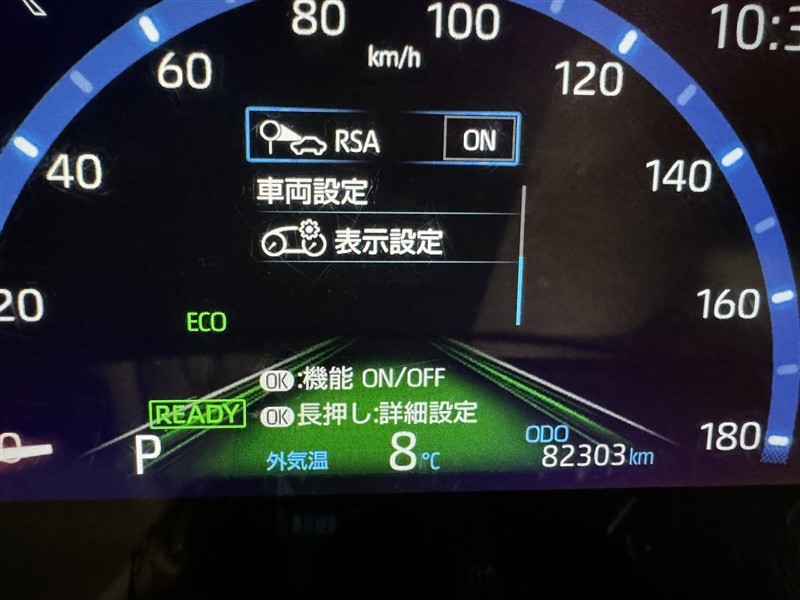 80 100 10:3
km/h
60 120
RSA ON
40 140
車両設定
表示設定
20 160
ECO
OK:機能 ON/OFF
READY OK長押し:詳細設定
0 180
P 外気温 8℃ ODO 82303km